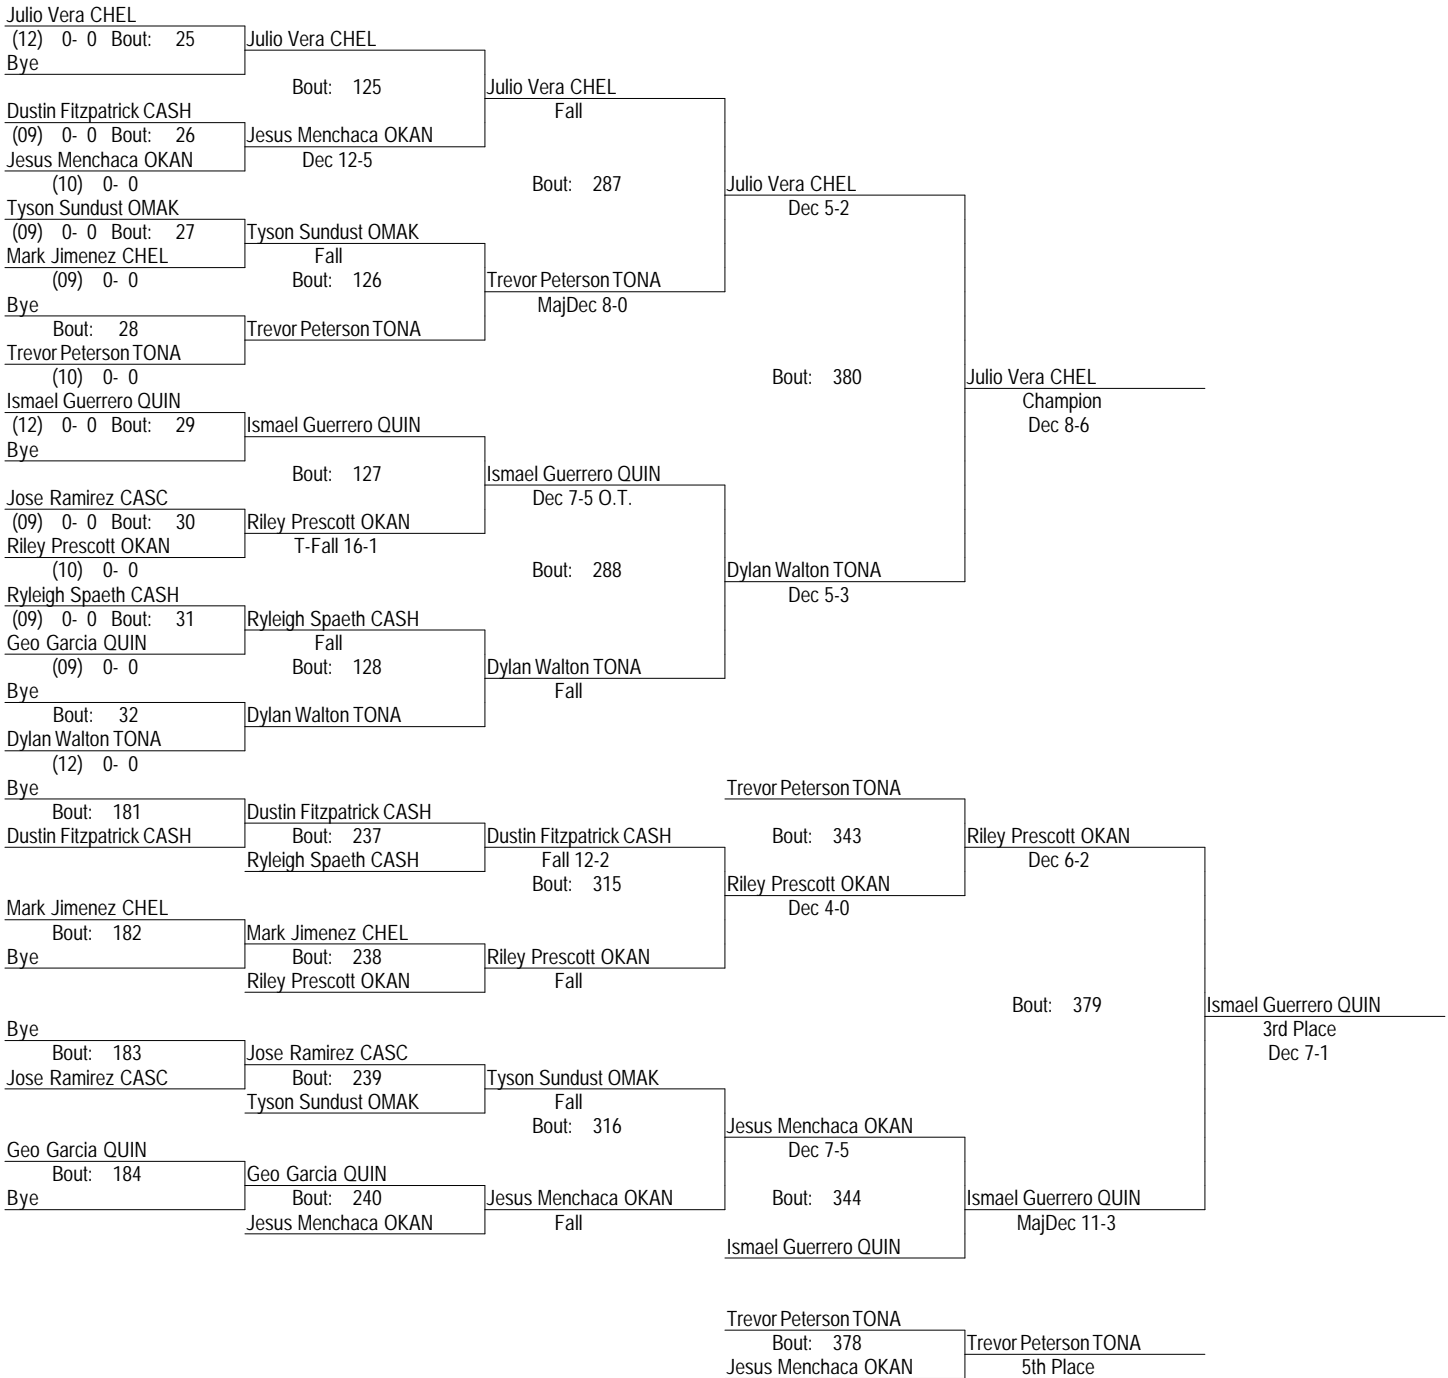 Julio Vera CHEL
(12) 0- 0 Bout: 25 Julio Vera CHEL
Bye
Bout: 125 Julio Vera CHEL
Dustin Fitzpatrick CASH Fall
(09) 0- 0 Bout: 26 Jesus Menchaca OKAN
Jesus Menchaca OKAN Dec 12-5
(10) 0- 0 Bout: 287 Julio Vera CHEL
Tyson Sundust OMAK Dec 5-2
(09) 0- 0 Bout: 27 Tyson Sundust OMAK
Mark Jimenez CHEL Fall
(09) 0- 0 Bout: 126 Trevor Peterson TONA
Bye MajDec 8-0
Bout: 28 Trevor Peterson TONA
Trevor Peterson TONA
(10) 0- 0 Bout: 380 Julio Vera CHEL
Ismael Guerrero QUIN Champion
(12) 0- 0 Bout: 29 Ismael Guerrero QUIN Dec 8-6
Bye
Bout: 127 Ismael Guerrero QUIN
Jose Ramirez CASC Dec 7-5 O.T.
(09) 0- 0 Bout: 30 Riley Prescott OKAN
Riley Prescott OKAN T-Fall 16-1
(10) 0- 0 Bout: 288 Dylan Walton TONA
Ryleigh Spaeth CASH Dec 5-3
(09) 0- 0 Bout: 31 Ryleigh Spaeth CASH
Geo Garcia QUIN Fall
(09) 0- 0 Bout: 128 Dylan Walton TONA
Bye Fall
Bout: 32 Dylan Walton TONA
Dylan Walton TONA
(12) 0- 0
Bye Trevor Peterson TONA
Bout: 181 Dustin Fitzpatrick CASH
Dustin Fitzpatrick CASH Bout: 237 Dustin Fitzpatrick CASH Bout: 343 Riley Prescott OKAN
Ryleigh Spaeth CASH Fall 12-2 Dec 6-2
Bout: 315 Riley Prescott OKAN
Mark Jimenez CHEL Dec 4-0
Bout: 182 Mark Jimenez CHEL
Bye Bout: 238 Riley Prescott OKAN
Riley Prescott OKAN Fall
Bout: 379 Ismael Guerrero QUIN
Bye 3rd Place
Bout: 183 Jose Ramirez CASC Dec 7-1
Jose Ramirez CASC Bout: 239 Tyson Sundust OMAK
Tyson Sundust OMAK Fall
Bout: 316 Jesus Menchaca OKAN
Geo Garcia QUIN Dec 7-5
Bout: 184 Geo Garcia QUIN
Bye Bout: 240 Jesus Menchaca OKAN Bout: 344 Ismael Guerrero QUIN
Jesus Menchaca OKAN Fall MajDec 11-3
Ismael Guerrero QUIN
Trevor Peterson TONA
Bout: 378 Trevor Peterson TONA
Jesus Menchaca OKAN 5th Place